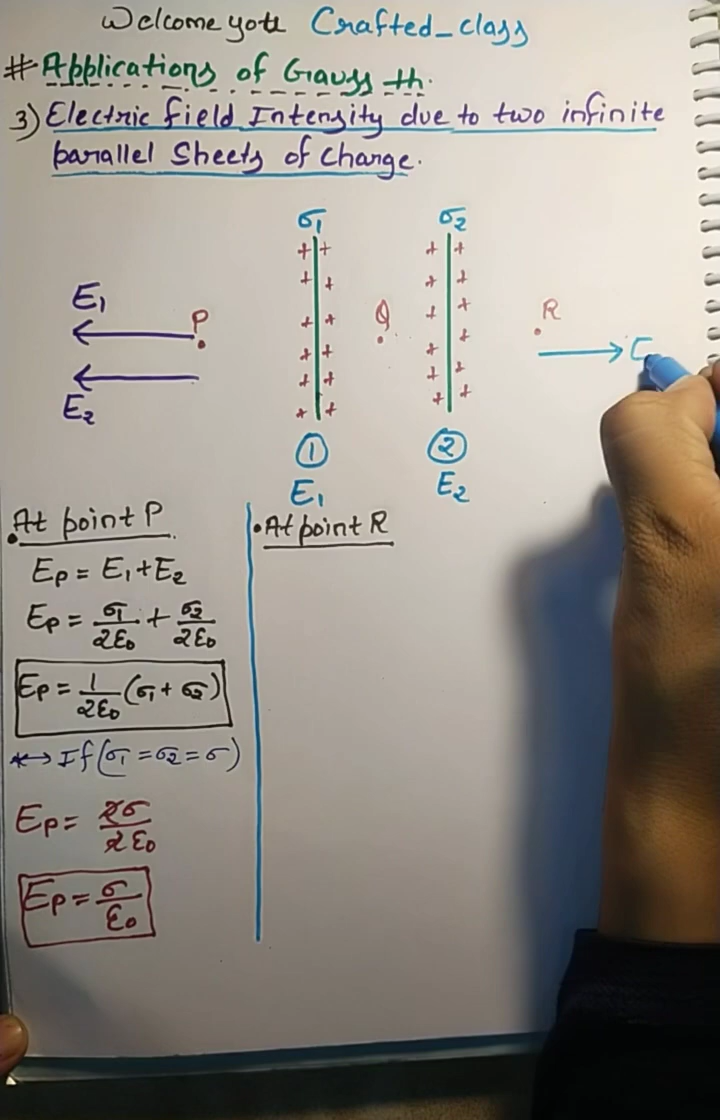 Welcome you to Crafted_class
# Applications of Gauss th.
3) Electric field Intensity due to two infinite
parallel Sheets of charge.
σ₁ σ₂
E₁
P
Q
R
E
E₂
① ②
E₁ E₂
• At point P
Eₚ = E₁ + E₂
Eₚ = σ₁/2ε₀ + σ₂/2ε₀
Eₚ = 1/2ε₀ (σ₁ + σ₂)
*→ If (σ₁ = σ₂ = σ)
Eₚ = 2σ/2ε₀
Eₚ = σ/ε₀
• At point R